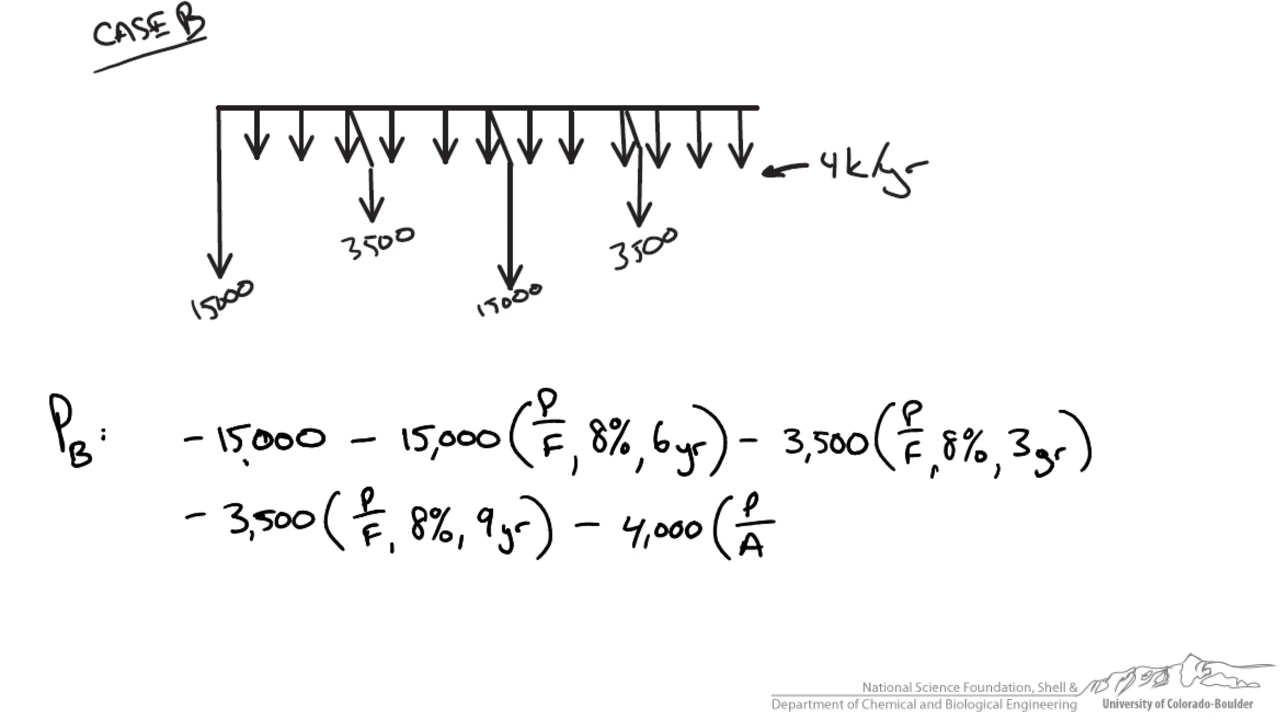 CASE B
4k/yr
3500
3500
15000
15000
P_B: - 15,000 - 15,000 (P/F, 8%, 6yr) - 3,500 (P/F, 8%, 3yr)
- 3,500 (P/F, 8%, 9yr) - 4,000 (P/A
National Science Foundation, Shell &
Department of Chemical and Biological Engineering
University of Colorado-Boulder